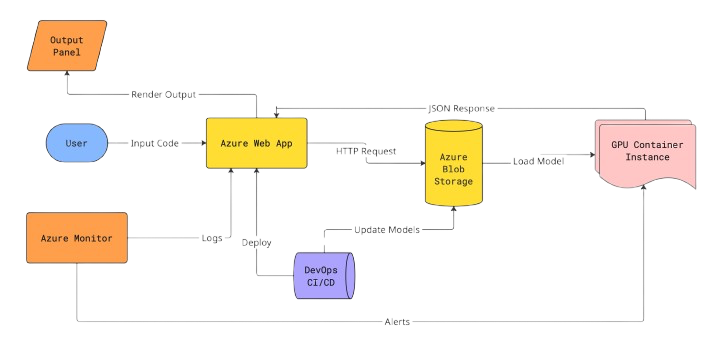 Output
Panel
Render Output
JSON Response
User
Input Code
Azure Web App
HTTP Request
Azure
Blob
Storage
Load Model
GPU Container
Instance
Azure Monitor
Logs
Deploy
Update Models
DevOps
CI/CD
Alerts